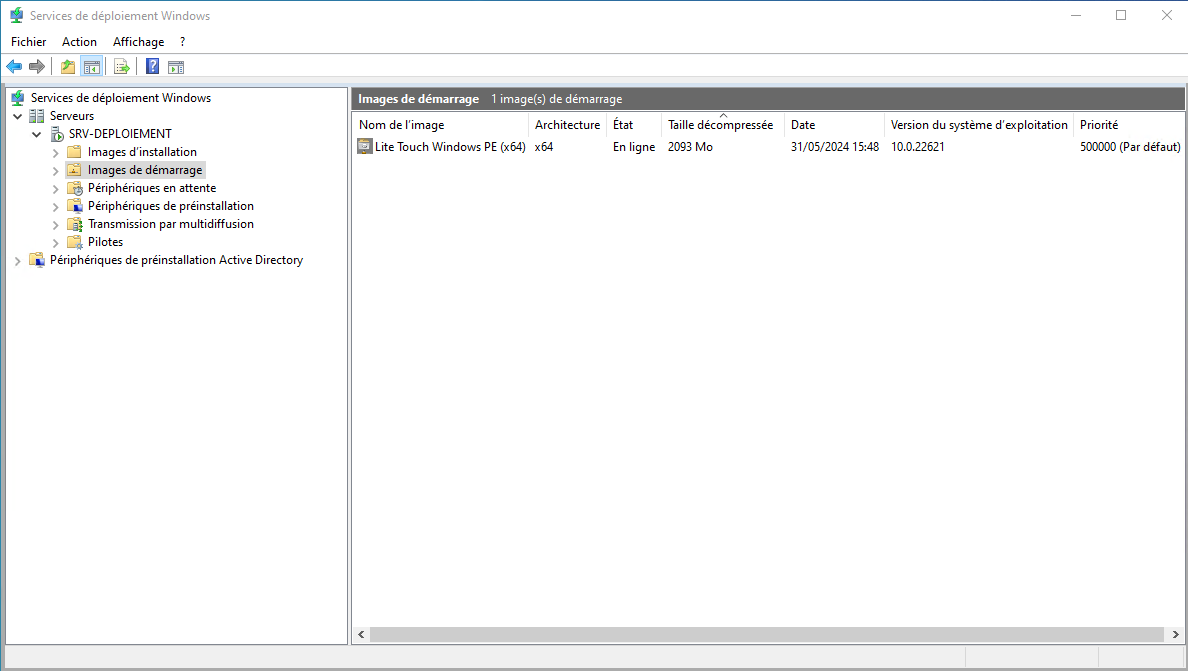 Services de déploiement Windows
Fichier Action Affichage ?
Services de déploiement Windows
Serveurs
SRV-DEPLOIEMENT
Images d'installation
Images de démarrage
Périphériques en attente
Périphériques de préinstallation
Transmission par multidiffusion
Pilotes
Périphériques de préinstallation Active Directory
Images de démarrage 1 image(s) de démarrage
Nom de l'image Architecture État Taille décompressée Date Version du système d'exploitation Priorité
Lite Touch Windows PE (x64) x64 En ligne 2093 Mo 31/05/2024 15:48 10.0.22621 500000 (Par défaut)